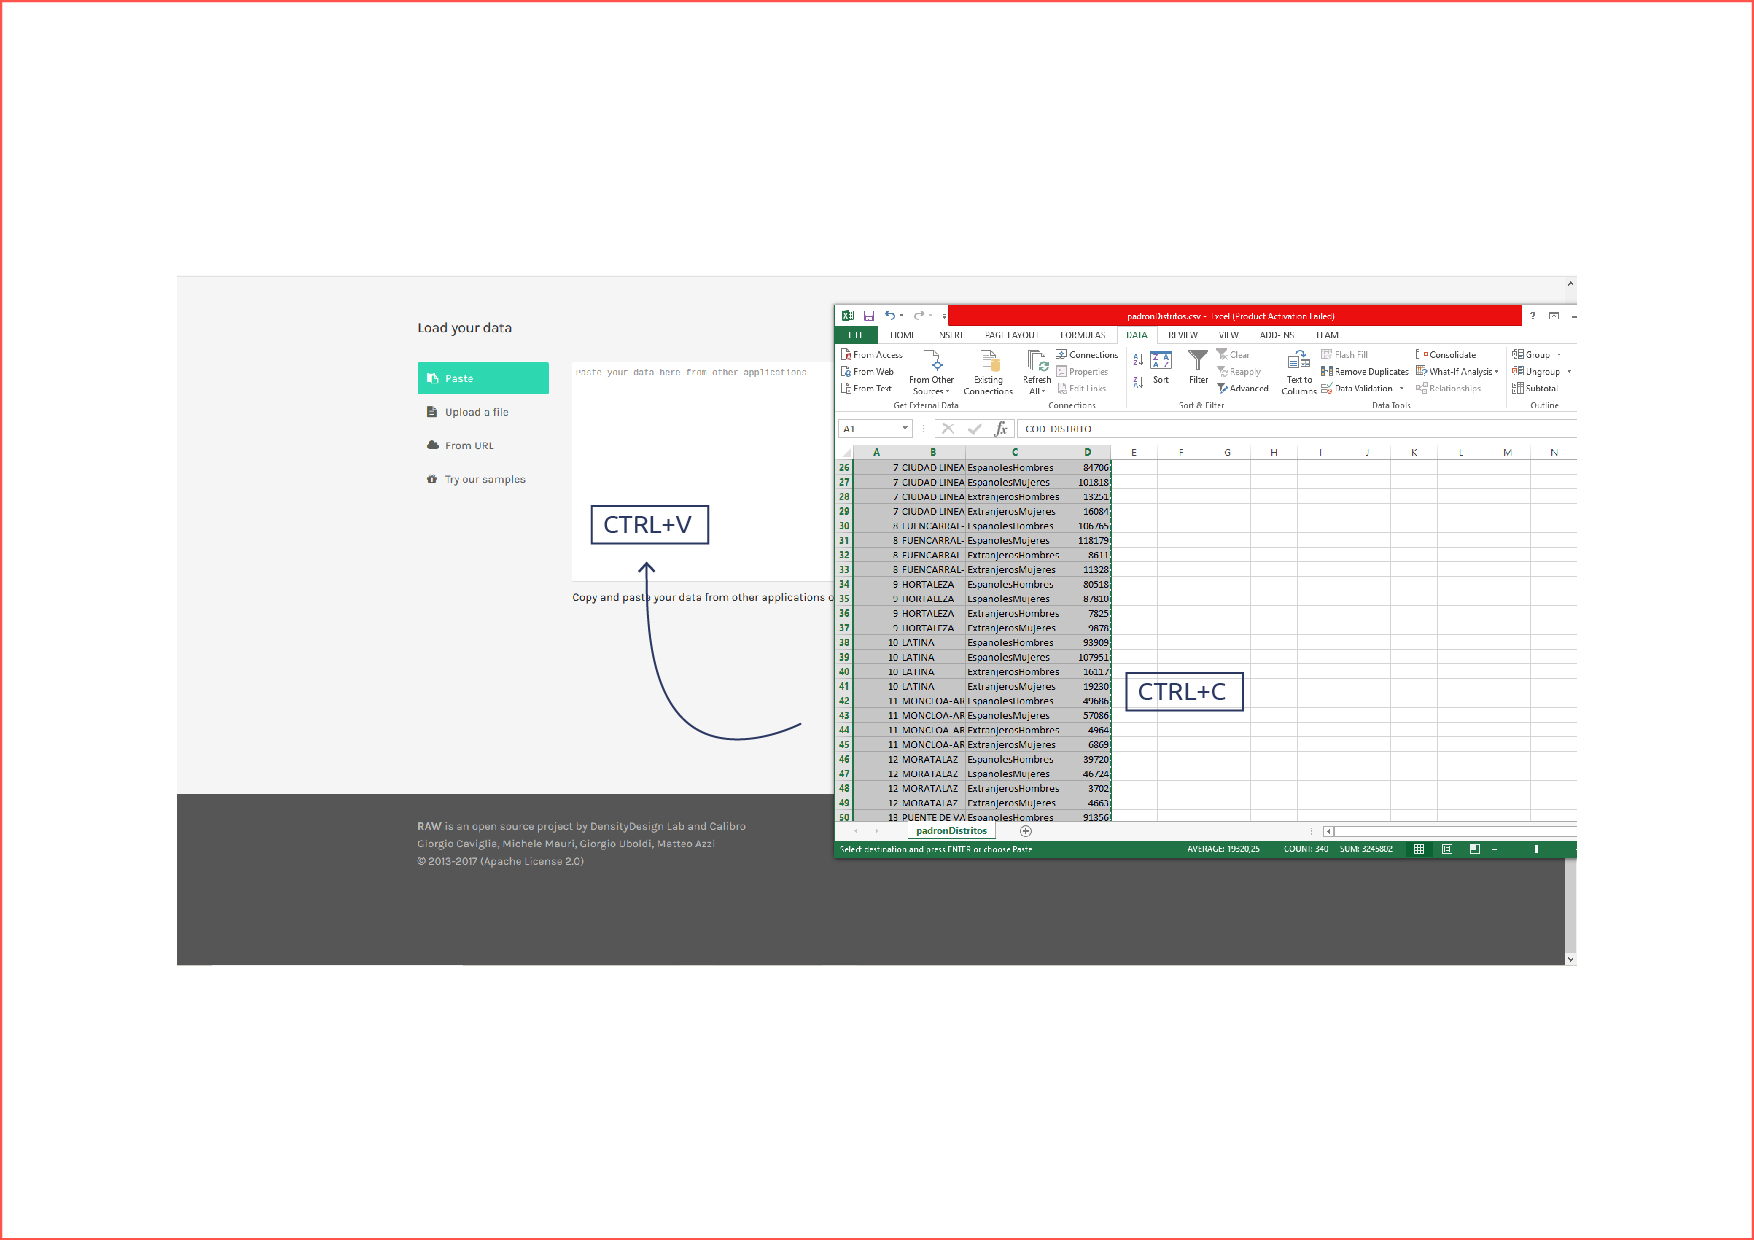 Load your data
Paste
Upload a file
From URL
Try our samples
Paste your data here from other applications
CTRL+V
Copy and paste your data from other applications o
RAW is an open source project by DensityDesign Lab and Calibro
Giorgio Caviglia, Michele Mauri, Giorgio Uboldi, Matteo Azzi
© 2013-2017 (Apache License 2.0)
padronDistritos.csv - Excel (Product Activation Failed)
HOME INSERT PAGE LAYOUT FORMULAS DATA REVIEW VIEW ADD-INS TEAM
From Access
From Web
From Text
From Other Sources
Existing Connections
Get External Data
Refresh All
Connections
Properties
Edit Links
Connections
Sort
Filter
Clear
Reapply
Advanced
Sort & Filter
Text to Columns
Flash Fill
Remove Duplicates
Data Validation
Consolidate
What-If Analysis
Relationships
Data Tools
Group
Ungroup
Subtotal
Outline
A1 fx COD_DISTRITO
A B C D E F G H I J K L M N
26 7 CIUDAD LINEA EspanolesHombres 84706
27 7 CIUDAD LINEA EspanolesMujeres 101818
28 7 CIUDAD LINEA ExtranjerosHombres 13251
29 7 CIUDAD LINEA ExtranjerosMujeres 16084
30 8 FUENCARRAL- EspanolesHombres 106765
31 8 FUENCARRAL- EspanolesMujeres 118179
32 8 FUENCARRAL- ExtranjerosHombres 8611
33 8 FUENCARRAL- ExtranjerosMujeres 11328
34 9 HORTALEZA EspanolesHombres 80518
35 9 HORTALEZA EspanolesMujeres 87810
36 9 HORTALEZA ExtranjerosHombres 7825
37 9 HORTALEZA ExtranjerosMujeres 9878
38 10 LATINA EspanolesHombres 93909
39 10 LATINA EspanolesMujeres 107951
40 10 LATINA ExtranjerosHombres 16117
41 10 LATINA ExtranjerosMujeres 19230
42 11 MONCLOA-AR EspanolesHombres 49686
43 11 MONCLOA-AR EspanolesMujeres 57086
44 11 MONCLOA-AR ExtranjerosHombres 4964
45 11 MONCLOA-AR ExtranjerosMujeres 6869
46 12 MORATALAZ EspanolesHombres 39720
47 12 MORATALAZ EspanolesMujeres 46724
48 12 MORATALAZ ExtranjerosHombres 3702
49 12 MORATALAZ ExtranjerosMujeres 4663
50 13 PUENTE DE VA EspanolesHombres 91356
CTRL+C
padronDistritos
Select destination and press ENTER or choose Paste
AVERAGE: 19320,25 COUNT: 340 SUM: 3245802